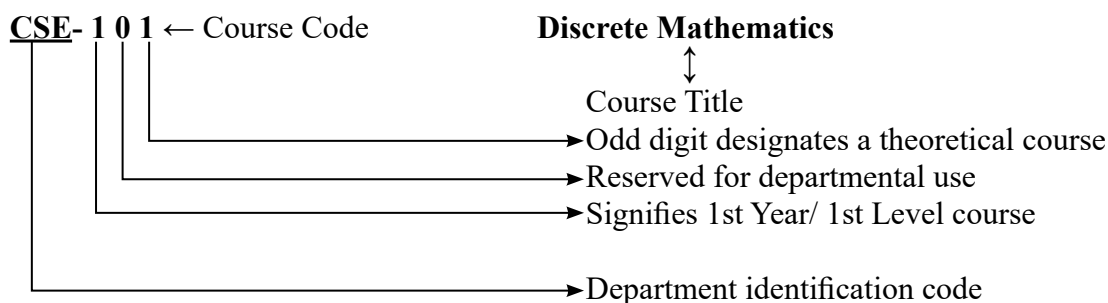 CSE- 1 0 1 ← Course Code Discrete Mathematics
Course Title
Odd digit designates a theoretical course
Reserved for departmental use
Signifies 1st Year/ 1st Level course
Department identification code